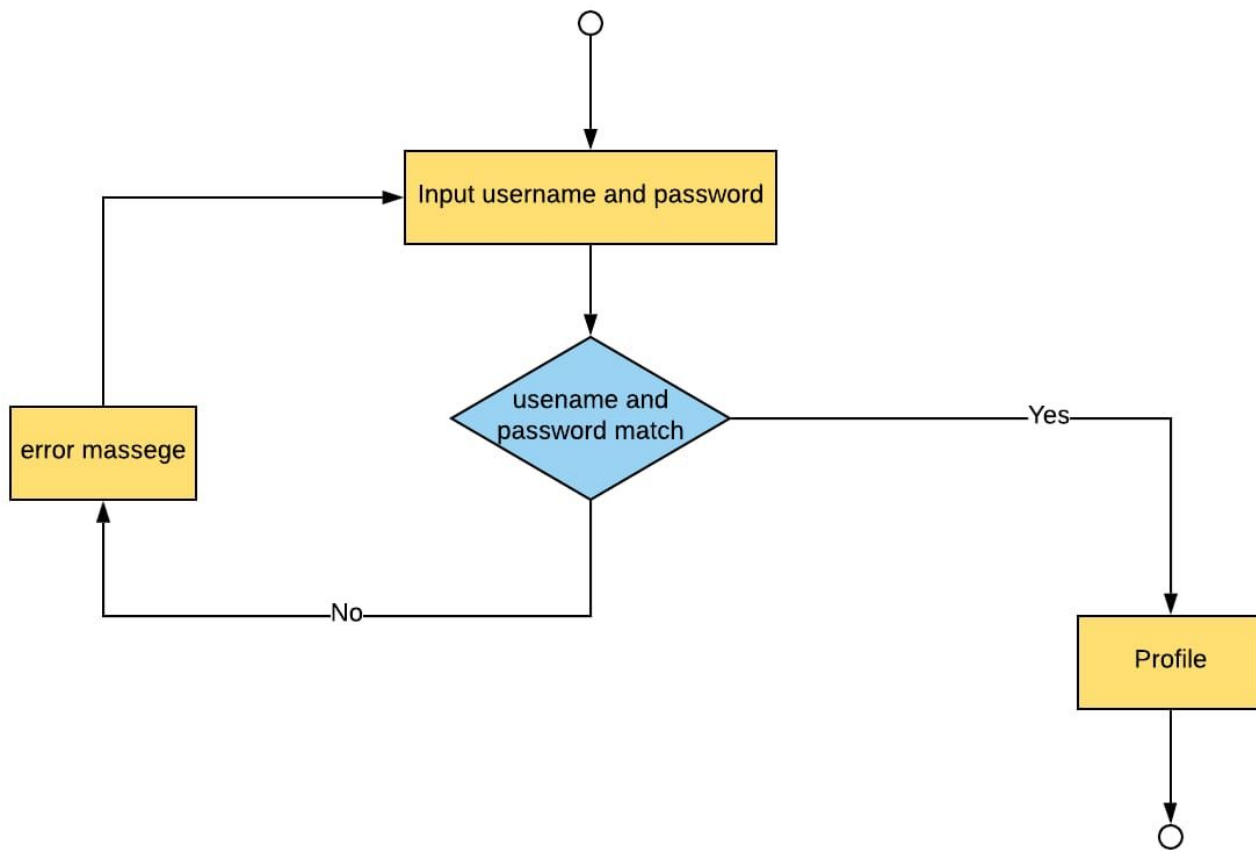 Input username and password
usename and
password match
Yes
error massege
No
Profile